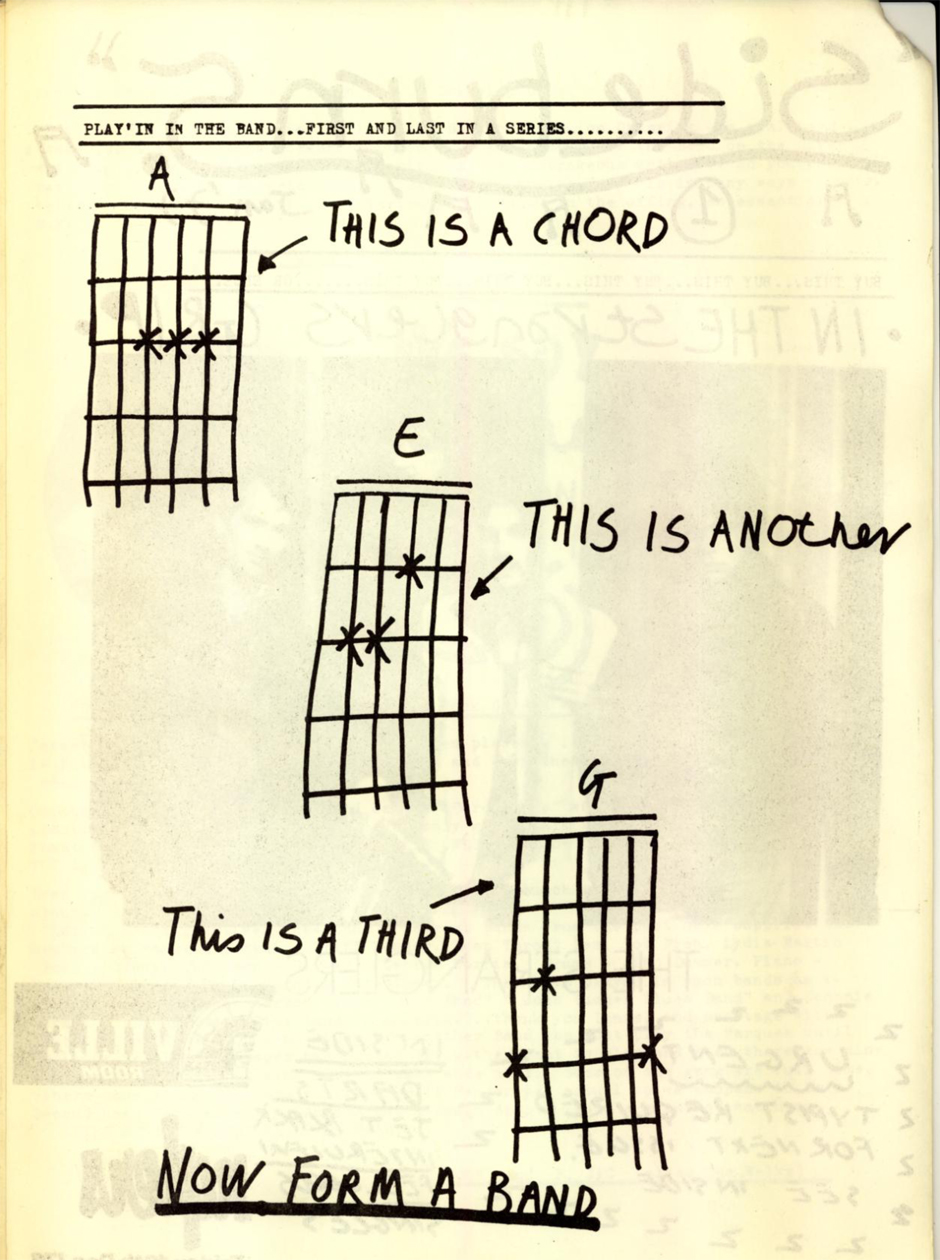 PLAY'IN IN THE BAND...FIRST AND LAST IN A SERIES..........
A
THIS IS A CHORD
E
THIS IS ANOther
G
This IS A THIRD
NOW FORM A BAND